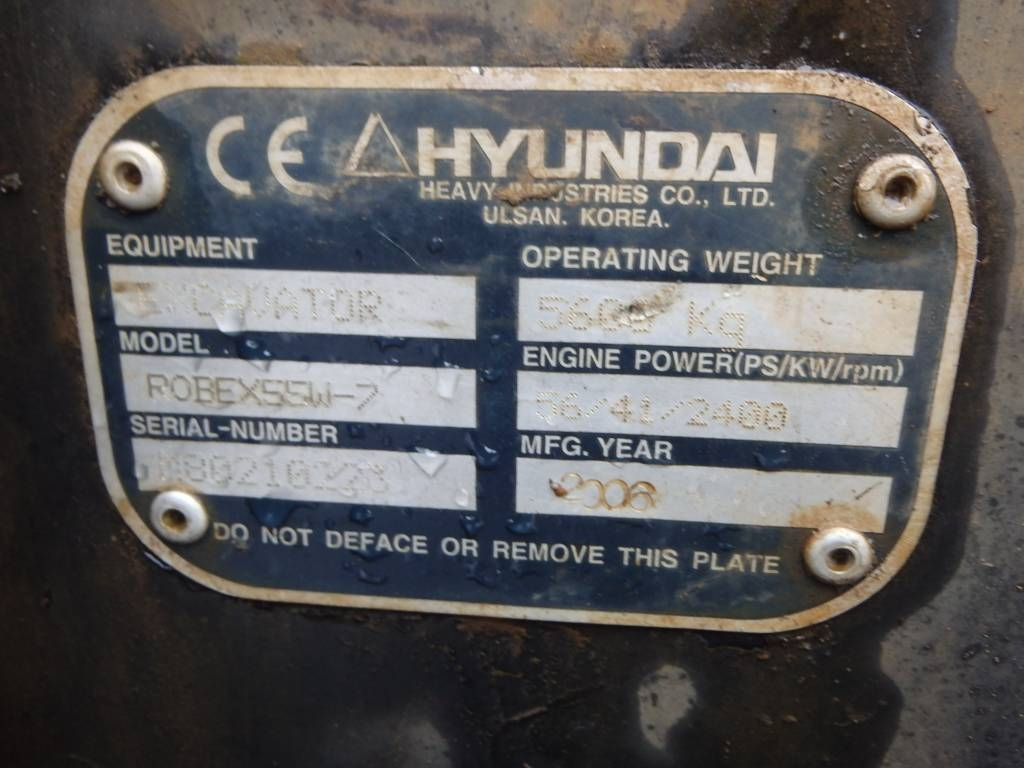 CE HYUNDAI
HEAVY INDUSTRIES CO., LTD.
ULSAN. KOREA.
EQUIPMENT
EXCAVATOR
MODEL
ROBEX55W-7
SERIAL-NUMBER
OPERATING WEIGHT
Kg
ENGINE POWER(PS/KW/rpm)
56/41/2400
MFG. YEAR
DO NOT DEFACE OR REMOVE THIS PLATE